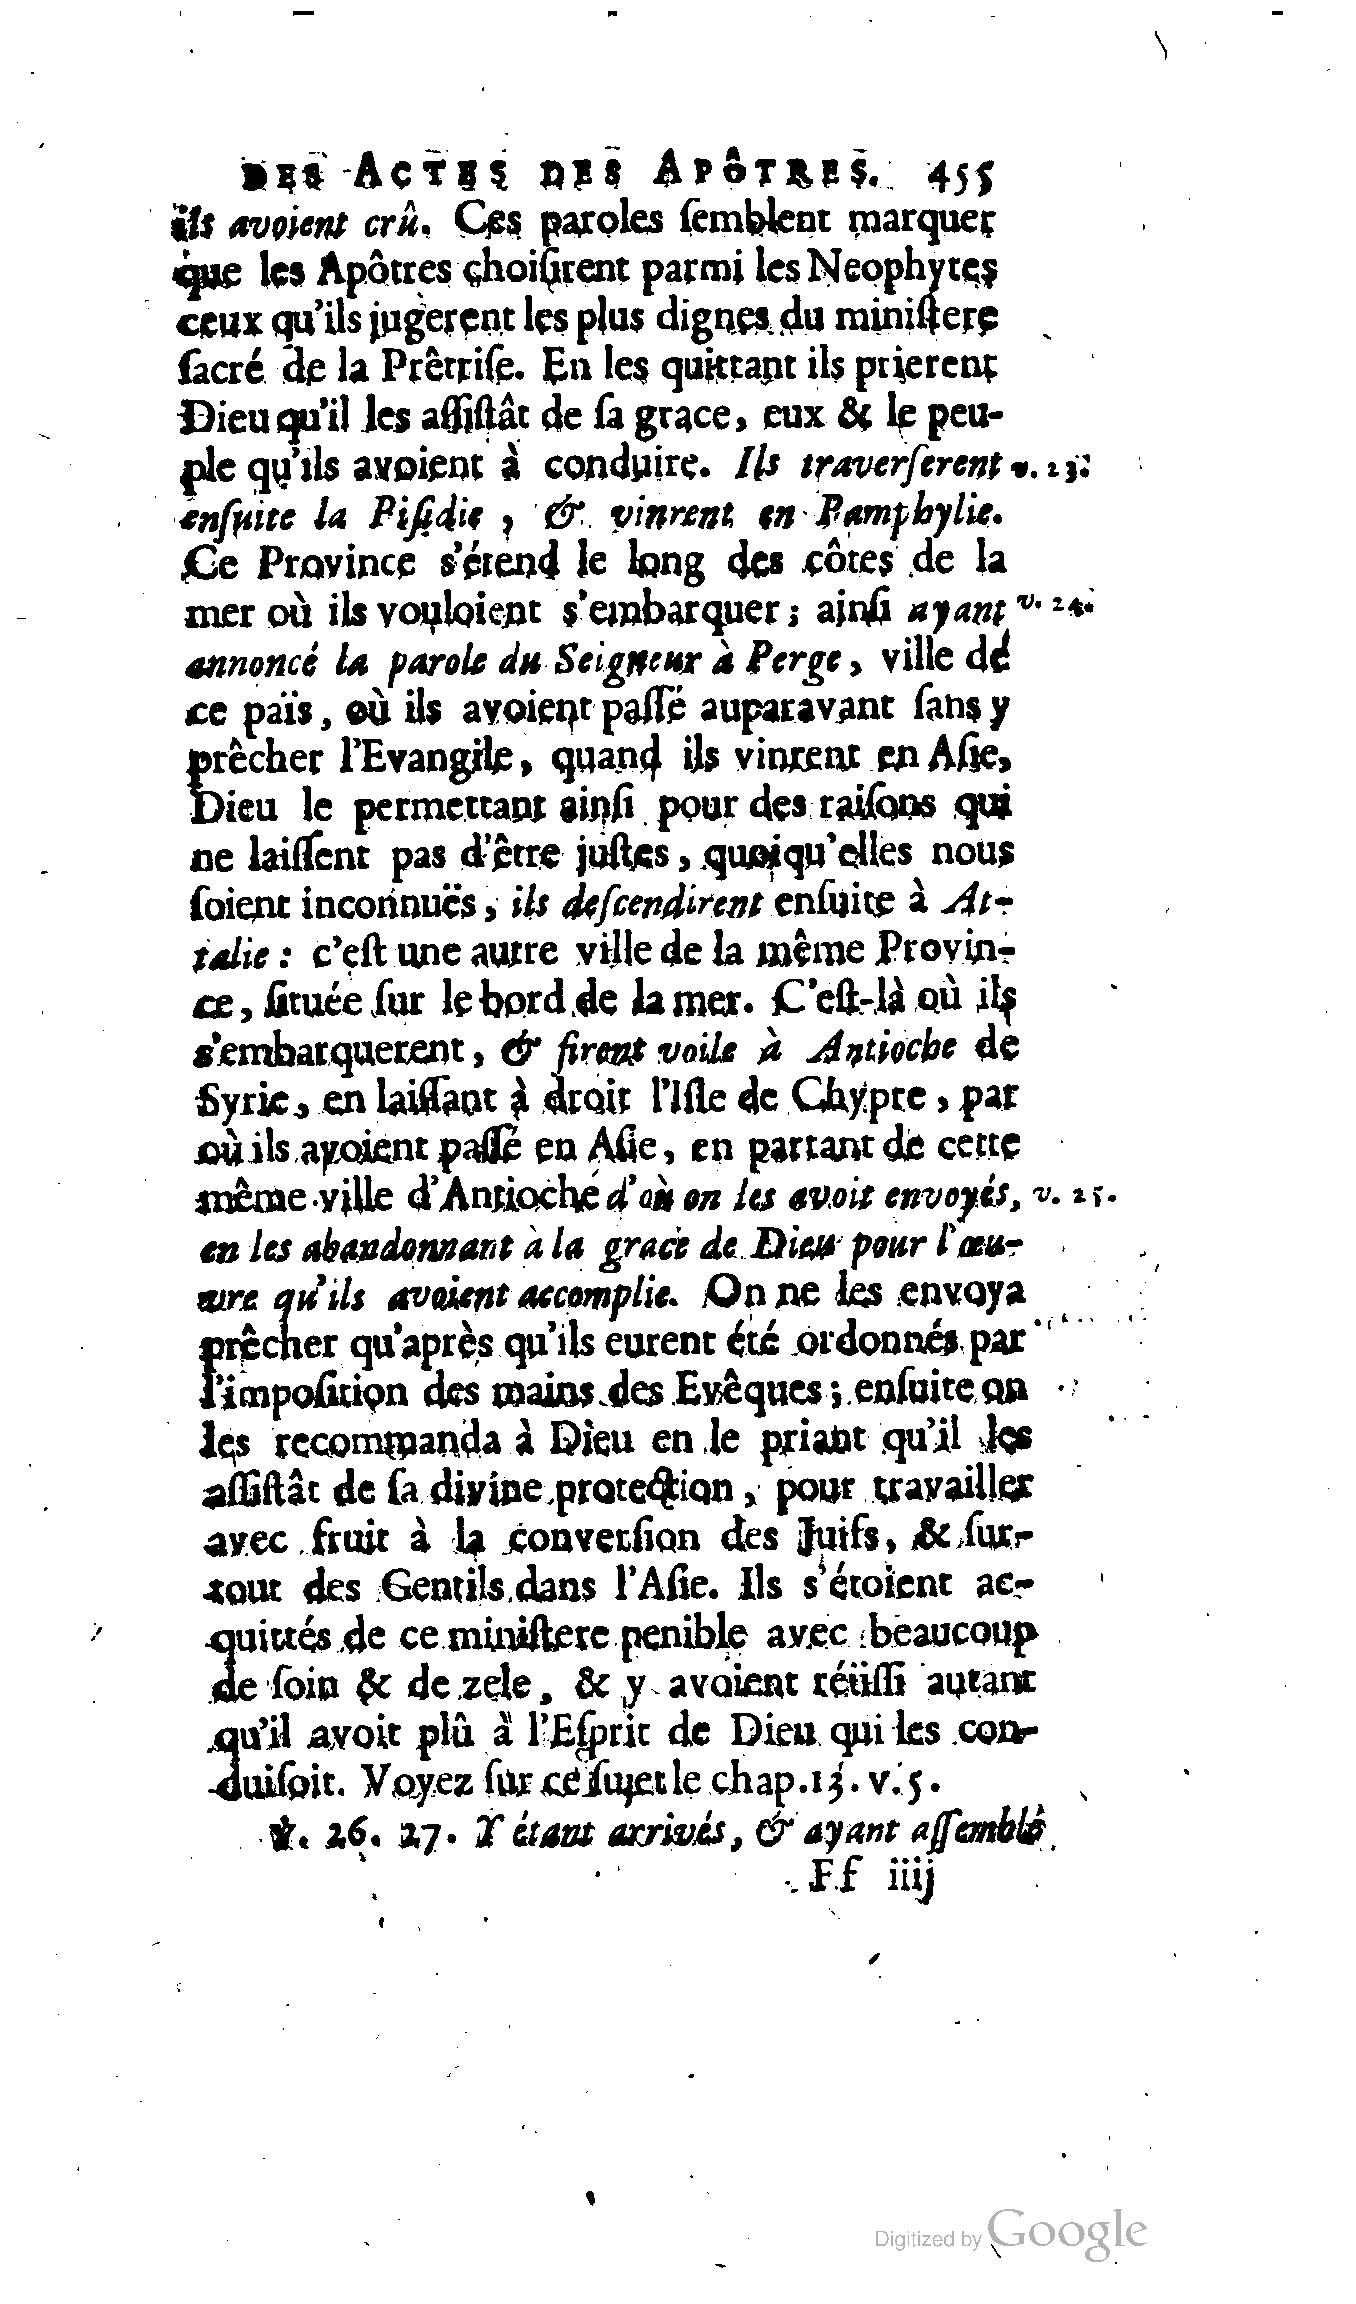 DES ACTES DES APÔTRES. 455
ils avoient crû. Ces paroles ſemblent marquer
que les Apôtres choiſirent parmi les Neophytes
ceux qu'ils jugerent les plus dignes du miniſtere
ſacré de la Prêtriſe. En les quittant ils prierent
Dieu qu'il les aſſiſtât de ſa grace, eux & le peu-
ple qu'ils avoient à conduire. Ils traverſerent v. 23.
enſuite la Piſidie, & vinrent en Pamphylie.
Ce Province s'étend le long des côtes de la
mer où ils vouloient s'embarquer; ainſi ayant v. 24.
annoncé la parole du Seigneur à Perge, ville de
ce païs, où ils avoient paſſé auparavant ſans y
prêcher l'Evangile, quand ils vinrent en Aſie,
Dieu le permettant ainſi pour des raiſons qui
ne laiſſent pas d'être juſtes, quoiqu'elles nous
ſoient inconnuës, ils deſcendirent enſuite à At-
talie: c'eſt une autre ville de la même Provin-
ce, ſituée ſur le bord de la mer. C'eſt-là où ils
s'embarquerent, & firent voile à Antioche de
Syrie, en laiſſant à droit l'Iſle de Chypre, par
où ils avoient paſſé en Aſie, en partant de cette
même ville d'Antioche d'où on les avoit envoyés, v. 25.
en les abandonnant à la grace de Dieu pour l'œu-
vre qu'ils avoient accomplie. On ne les envoya
prêcher qu'après qu'ils eurent été ordonnés par
l'impoſition des mains des Evêques; enſuite on
les recommanda à Dieu en le priant qu'il les
aſſiſtât de ſa divine protection, pour travailler
avec fruit à la converſion des Juifs, & ſur-
tout des Gentils dans l'Aſie. Ils s'étoient ac-
quittés de ce miniſtere penible avec beaucoup
de ſoin & de zele, & y avoient réüſſi autant
qu'il avoit plû à l'Eſprit de Dieu qui les con-
duiſoit. Voyez ſur ce ſujet le chap. 13. v. 5.
℣. 26. 27. Y étant arrivés, & ayant aſſemblé
Ff iiij
Digitized by Google